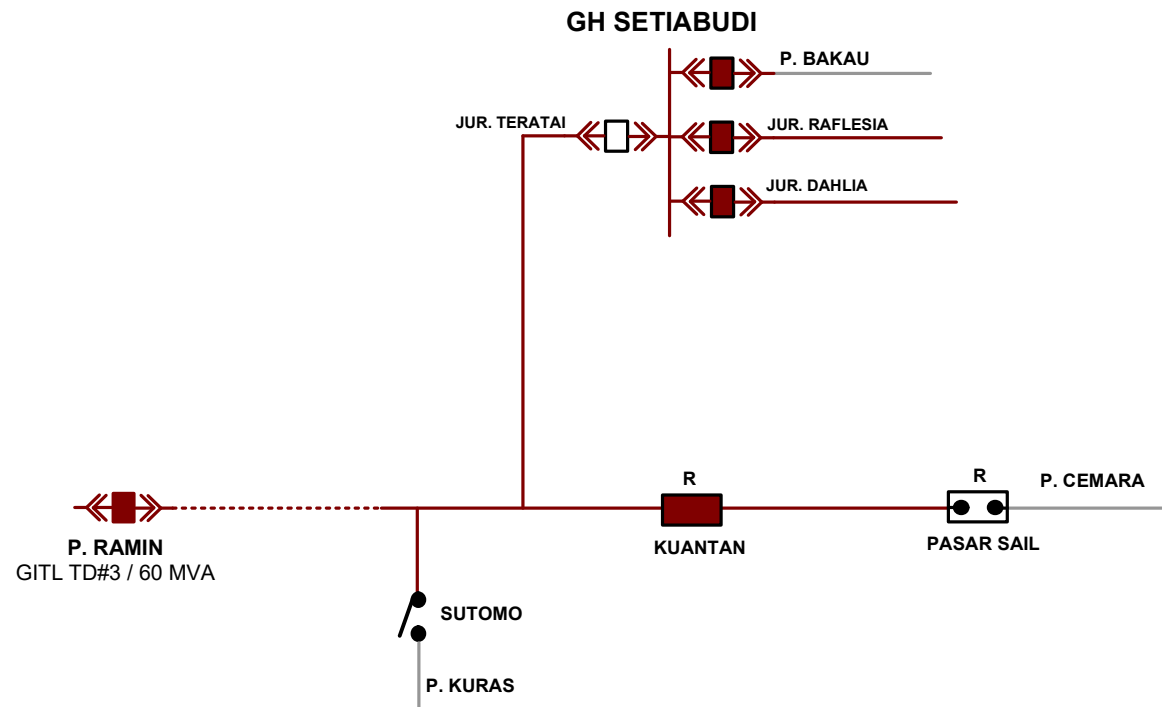 GH SETIABUDI
P. BAKAU
JUR. TERATAI
JUR. RAFLESIA
JUR. DAHLIA
R
R
P. CEMARA
P. RAMIN
GITL TD#3 / 60 MVA
KUANTAN
PASAR SAIL
SUTOMO
P. KURAS